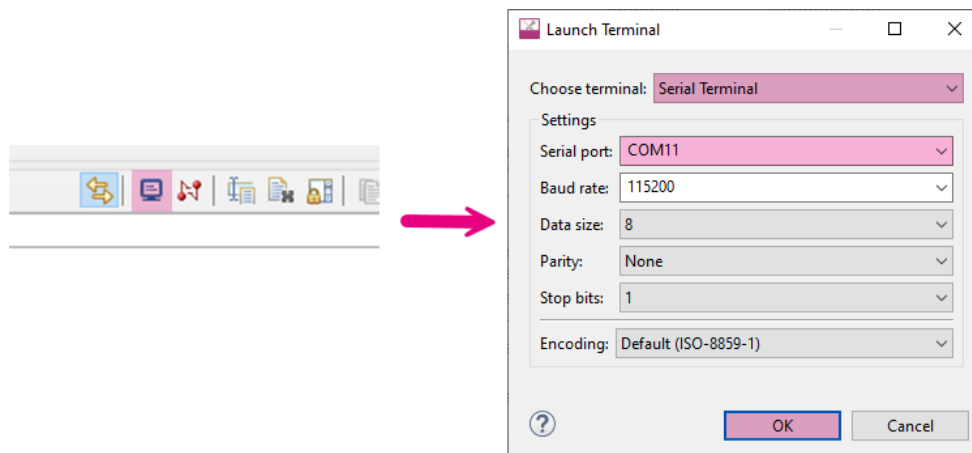 Launch Terminal
Choose terminal: Serial Terminal
Settings
Serial port: COM11
Baud rate: 115200
Data size: 8
Parity: None
Stop bits: 1
Encoding: Default (ISO-8859-1)
? OK Cancel